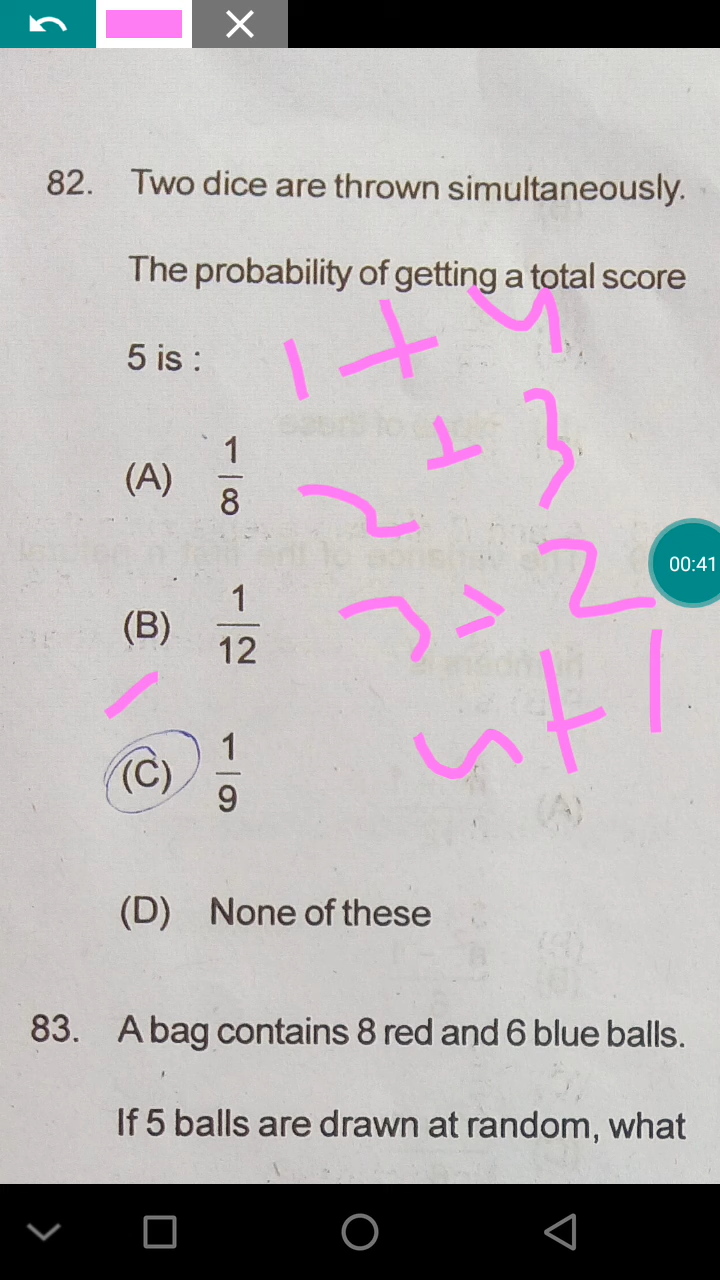 82. Two dice are thrown simultaneously.
The probability of getting a total score
5 is :
1 + 4
(A) 1/8
2 + 3
(B) 1/12
3 = 2
4 + 1
(C) 1/9
(D) None of these
83. A bag contains 8 red and 6 blue balls.
If 5 balls are drawn at random, what
00:41